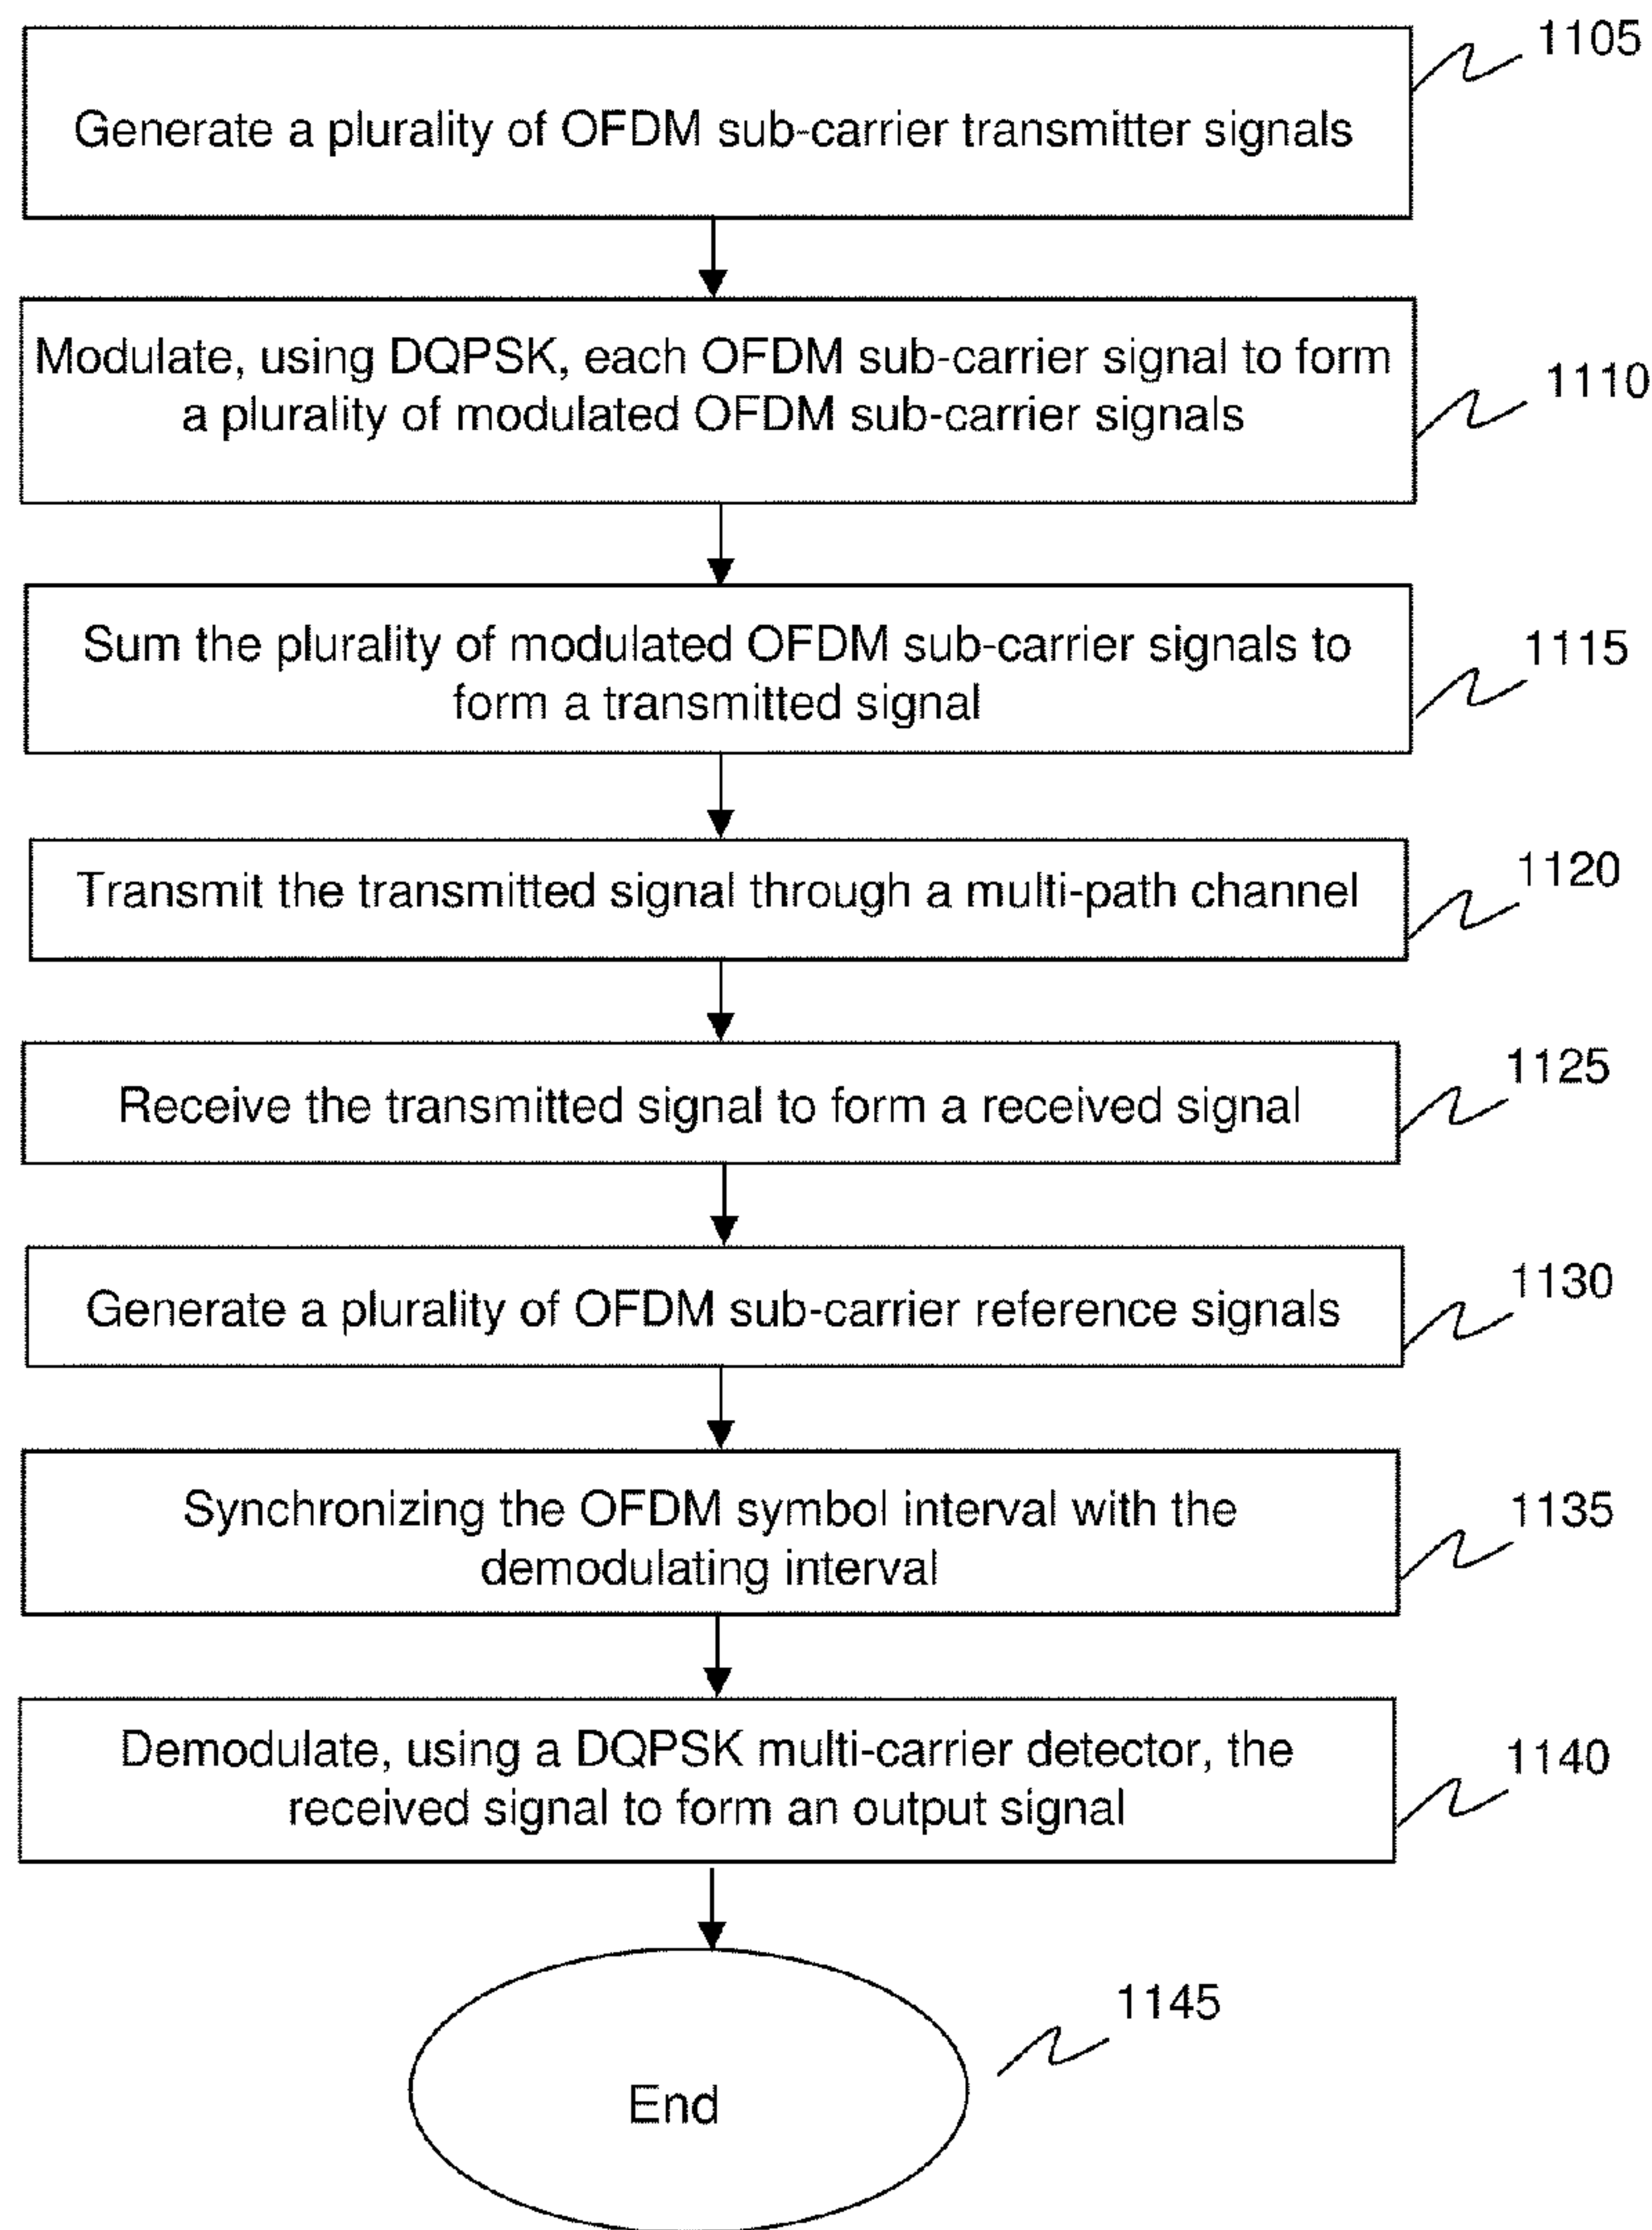 1105
Generate a plurality of OFDM sub-carrier transmitter signals
Modulate, using DQPSK, each OFDM sub-carrier signal to form
a plurality of modulated OFDM sub-carrier signals
1110
Sum the plurality of modulated OFDM sub-carrier signals to
form a transmitted signal
1115
Transmit the transmitted signal through a multi-path channel
1120
Receive the transmitted signal to form a received signal
1125
Generate a plurality of OFDM sub-carrier reference signals
1130
Synchronizing the OFDM symbol interval with the
demodulating interval
1135
Demodulate, using a DQPSK multi-carrier detector, the
received signal to form an output signal
1140
End
1145